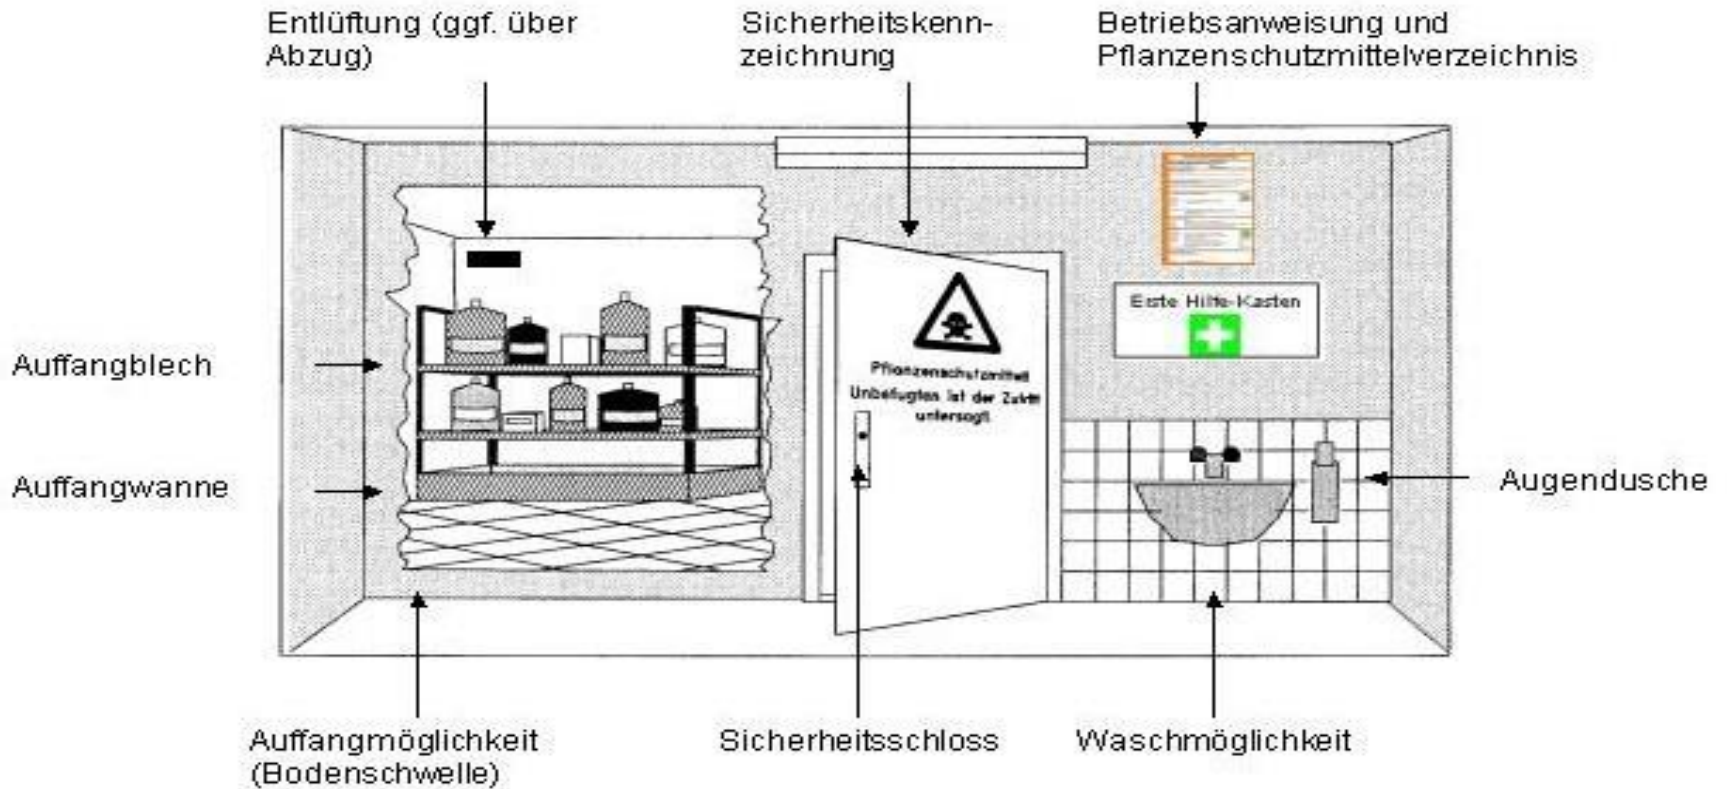 Entlüftung (ggf. über
Abzug)
Sicherheitskenn-
zeichnung
Betriebsanweisung und
Pflanzenschutzmittelverzeichnis
Erste Hilfe-Kasten
Auffangblech
Pflanzenschutzmittel!
Unbefugten ist der Zutritt
untersagt!
Auffangwanne
Augendusche
Auffangmöglichkeit
(Bodenschwelle)
Sicherheitsschloss
Waschmöglichkeit